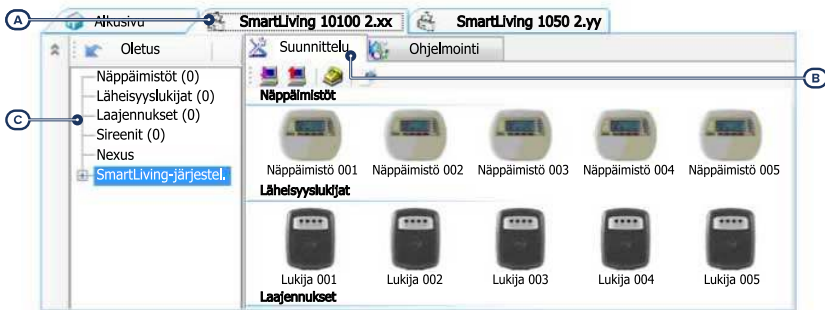 A Alkusivu SmartLiving 10100 2.xx SmartLiving 1050 2.yy
Oletus
Suunnittelu Ohjelmointi
B
C
Näppäimistöt (0)
Läheisyyslukijat (0)
Laajennukset (0)
Sireenit (0)
Nexus
SmartLiving-järjestel.
Näppäimistöt
Näppäimistö 001 Näppäimistö 002 Näppäimistö 003 Näppäimistö 004 Näppäimistö 005
Läheisyyslukijat
Lukija 001 Lukija 002 Lukija 003 Lukija 004 Lukija 005
Laajennukset